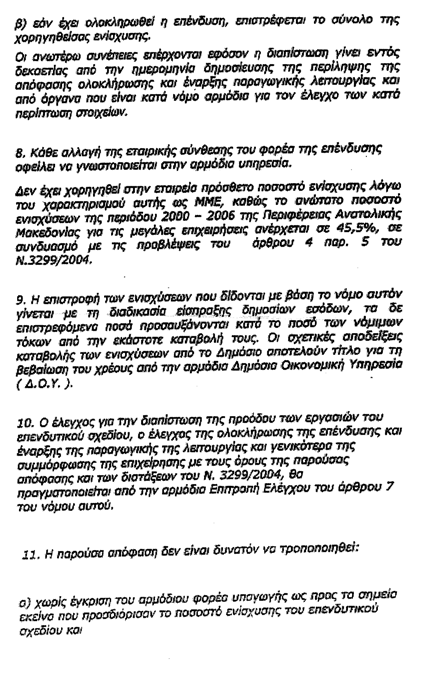 β) εάν έχει ολοκληρωθεί η επένδυση, επιστρέφεται το σύνολο της
χορηγηθείσας ενίσχυσης.
Οι ανωτέρω συνέπειες επέρχονται εφόσον η διαπίστωση γίνει εντός
δεκαετίας από την ημερομηνία δημοσίευσης της περίληψης της
απόφασης ολοκλήρωσης και έναρξης παραγωγικής λειτουργίας και
από όργανα που είναι κατά νόμο αρμόδια για τον έλεγχο των κατά
περίπτωση στοιχείων.
8. Κάθε αλλαγή της εταιρικής σύνθεσης του φορέα της επένδυσης
οφείλει να γνωστοποιείται στην αρμόδια υπηρεσία.
Δεν έχει χορηγηθεί στην εταιρεία πρόσθετο ποσοστό ενίσχυσης λόγω
του χαρακτηρισμού αυτής ως ΜΜΕ, καθώς το ανώτατο ποσοστό
ενισχύσεων της περιόδου 2000 – 2006 της Περιφέρειας Ανατολικής
Μακεδονίας για τις μεγάλες επιχειρήσεις ανέρχεται σε 45,5%, σε
συνδυασμό με τις προβλέψεις του άρθρου 4 παρ. 5 του
Ν.3299/2004.
9. Η επιστροφή των ενισχύσεων που δίδονται με βάση το νόμο αυτόν
γίνεται με τη διαδικασία είσπραξης δημοσίων εσόδων, τα δε
επιστρεφόμενα ποσά προσαυξάνονται κατά το ποσό των νόμιμων
τόκων από την εκάστοτε καταβολή τους. Οι σχετικές αποδείξεις
καταβολής των ενισχύσεων από το Δημόσιο αποτελούν τίτλο για τη
βεβαίωση του χρέους από την αρμόδια Δημόσια Οικονομική Υπηρεσία
( Δ.Ο.Υ. ).
10. Ο έλεγχος για την διαπίστωση της προόδου των εργασιών του
επενδυτικού σχεδίου, ο έλεγχος της ολοκλήρωσης της επένδυσης και
έναρξης της παραγωγικής της λειτουργίας και γενικότερα της
συμμόρφωσης της επιχείρησης με τους όρους της παρούσας
απόφασης και των διατάξεων του Ν. 3299/2004, θα
πραγματοποιείται από την αρμόδια Επιτροπή Ελέγχου του άρθρου 7
του νόμου αυτού.
11. Η παρούσα απόφαση δεν είναι δυνατόν να τροποποιηθεί:
α) χωρίς έγκριση του αρμόδιου φορέα υπαγωγής ως προς τα σημεία
εκείνα που προσδιόρισαν το ποσοστό ενίσχυσης του επενδυτικού
σχεδίου και